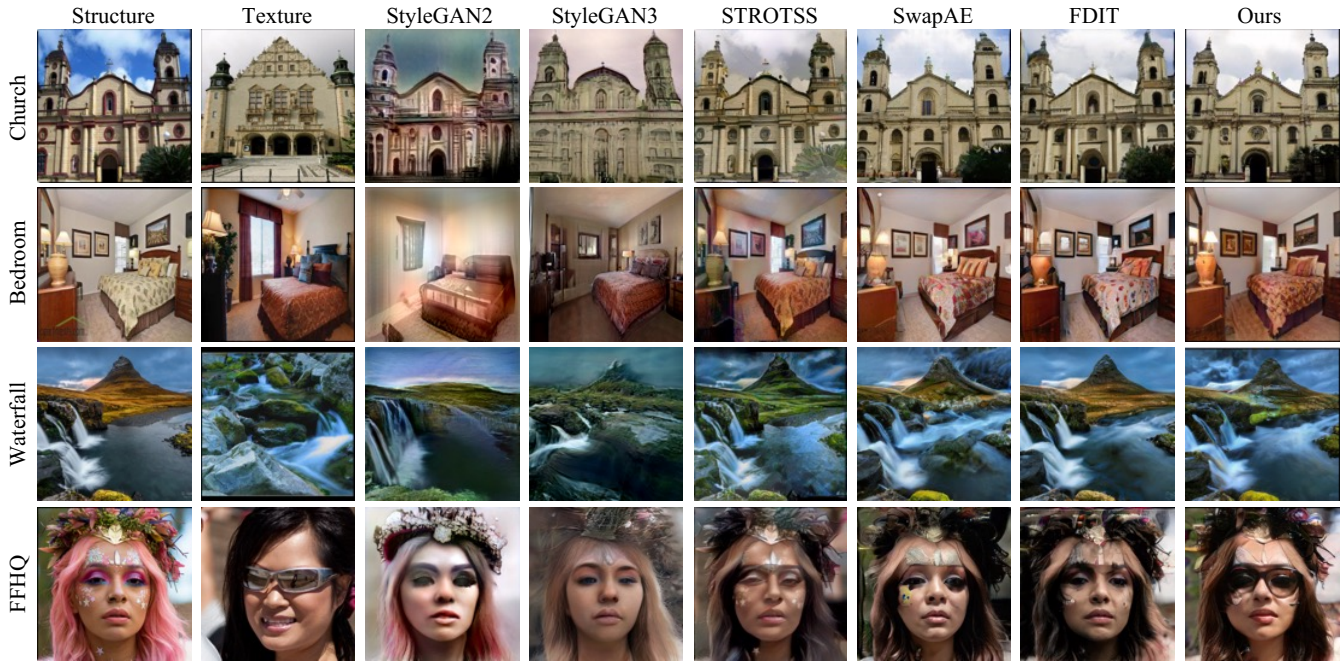 Structure Texture StyleGAN2 StyleGAN3 STROTSS SwapAE FDIT Ours
Church
Bedroom
Waterfall
FFHQ